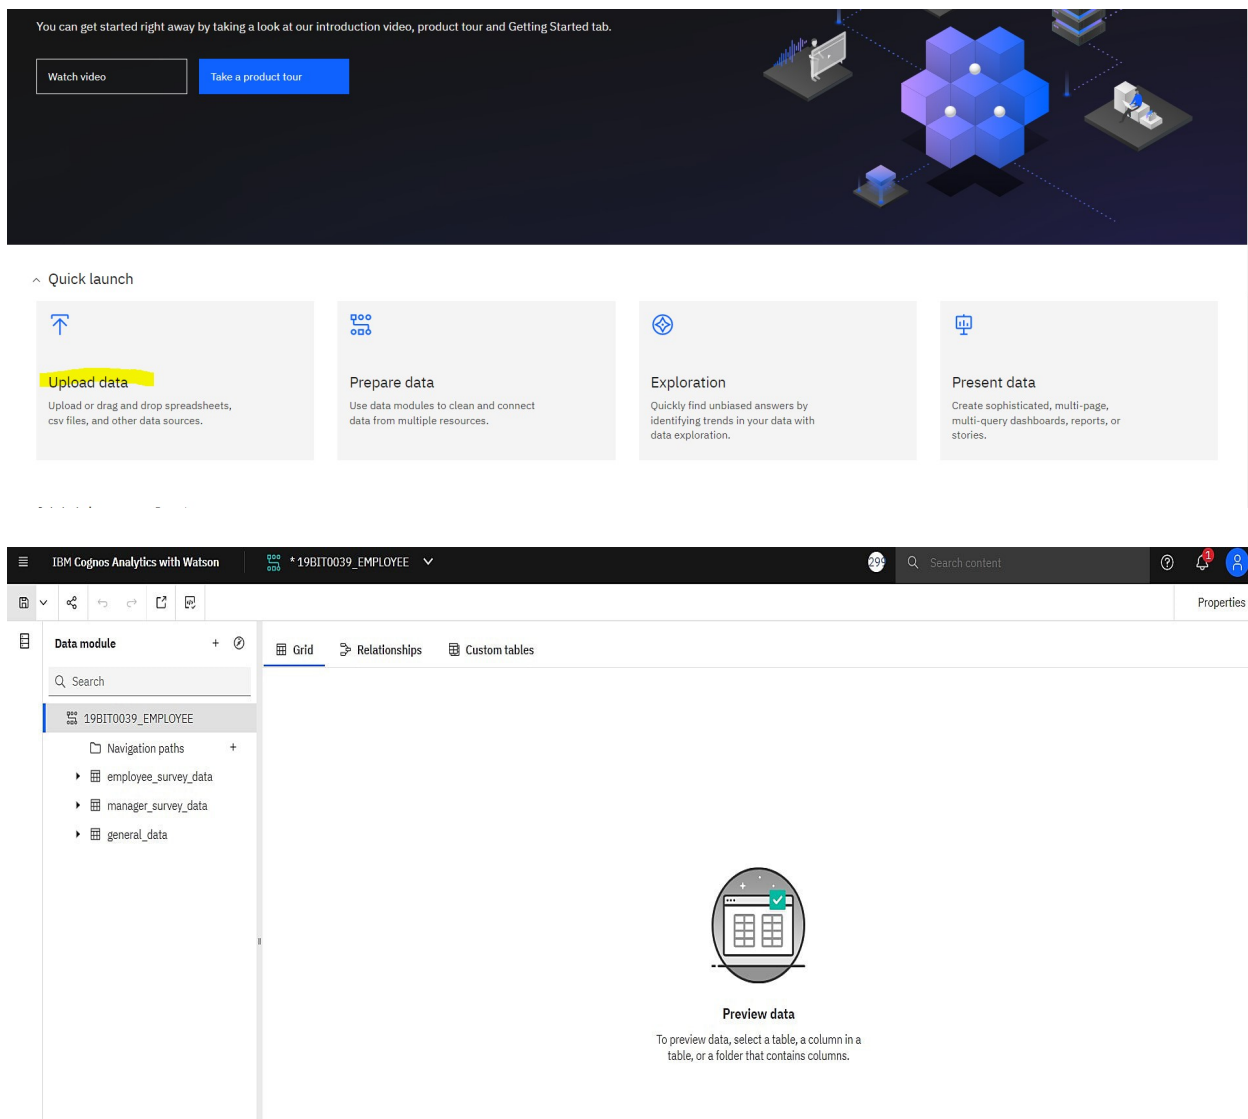 You can get started right away by taking a look at our introduction video, product tour and Getting Started tab.
Watch video
Take a product tour
Quick launch
Upload data
Upload or drag and drop spreadsheets,
csv files, and other data sources.
Prepare data
Use data modules to clean and connect
data from multiple resources.
Exploration
Quickly find unbiased answers by
identifying trends in your data with
data exploration.
Present data
Create sophisticated, multi-page,
multi-query dashboards, reports, or
stories.
IBM Cognos Analytics with Watson
* 19BIT0039_EMPLOYEE
Search content
1
Properties
Data module
Search
19BIT0039_EMPLOYEE
Navigation paths
employee_survey_data
manager_survey_data
general_data
Grid
Relationships
Custom tables
Preview data
To preview data, select a table, a column in a
table, or a folder that contains columns.